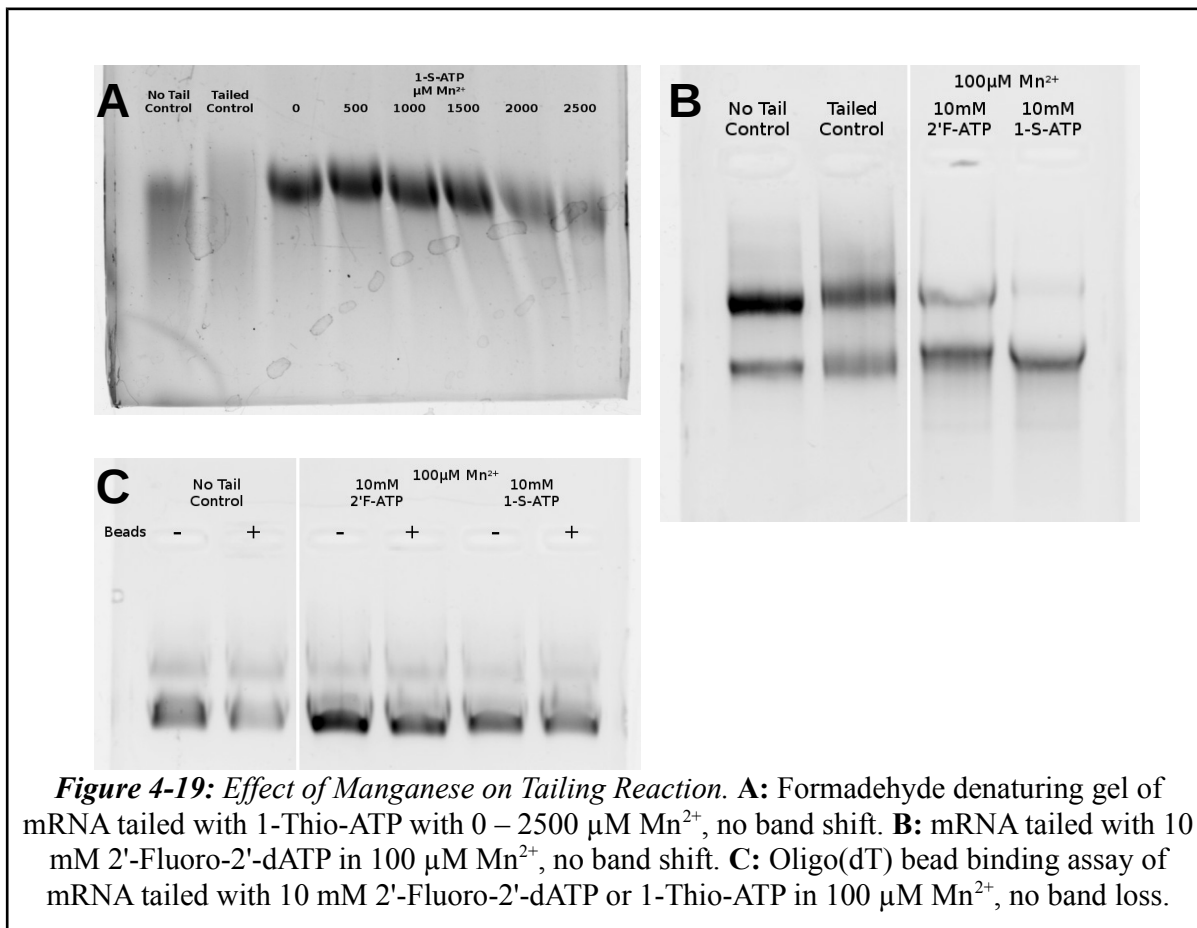 A
No Tail Control
Tailed Control
1-S-ATP
µM Mn²⁺
0 500 1000 1500 2000 2500
B
No Tail Control
Tailed Control
100µM Mn²⁺
10mM 2'F-ATP
10mM 1-S-ATP
C
No Tail Control
100µM Mn²⁺
10mM 2'F-ATP
10mM 1-S-ATP
Beads - + - + - +
Figure 4-19: Effect of Manganese on Tailing Reaction. A: Formadehyde denaturing gel of
mRNA tailed with 1-Thio-ATP with 0 – 2500 µM Mn²⁺, no band shift. B: mRNA tailed with 10
mM 2'-Fluoro-2'-dATP in 100 µM Mn²⁺, no band shift. C: Oligo(dT) bead binding assay of
mRNA tailed with 10 mM 2'-Fluoro-2'-dATP or 1-Thio-ATP in 100 µM Mn²⁺, no band loss.